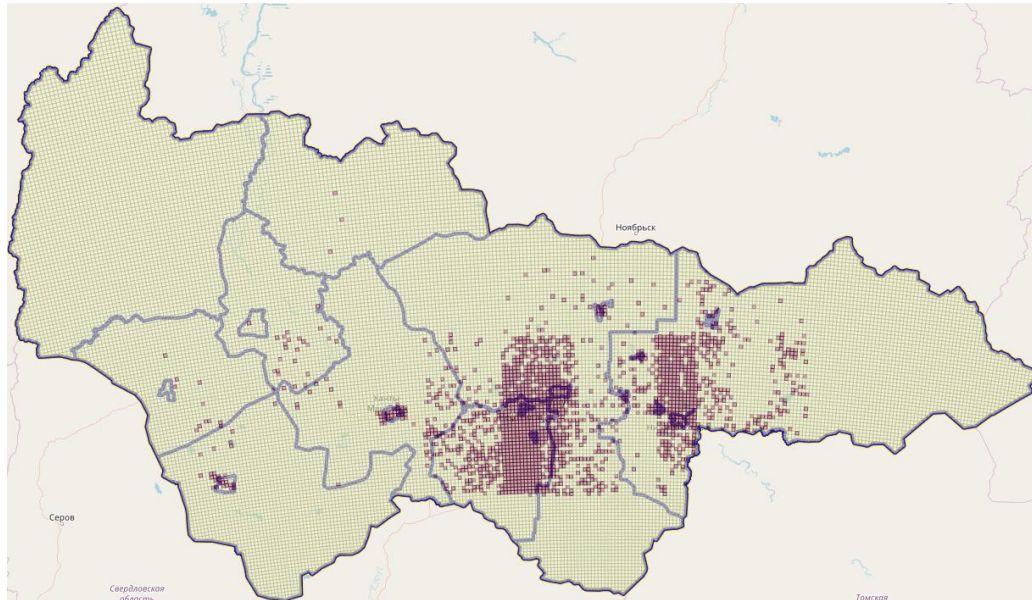 Ноябрьск
Серов
Свердловская
область
Томская